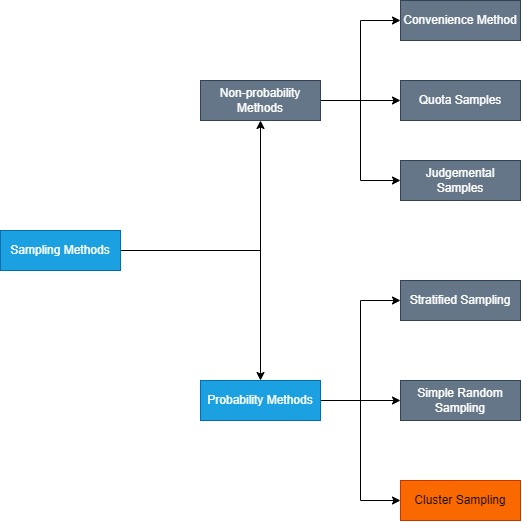 Convenience Method
Non-probability
Methods
Quota Samples
Judgemental
Samples
Sampling Methods
Stratified Sampling
Probability Methods
Simple Random
Sampling
Cluster Sampling